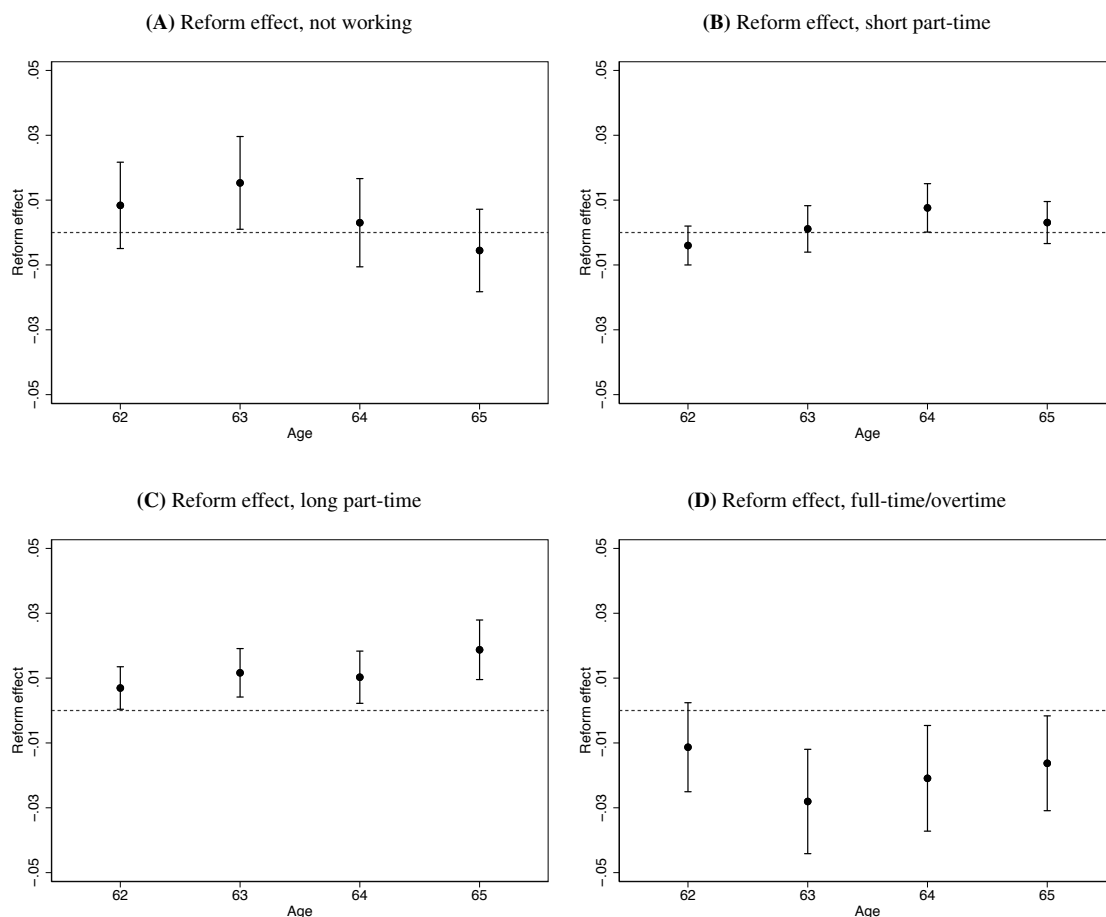 (A) Reform effect, not working
Reform effect
.05
.03
.01
-.01
-.03
-.05
62 63 64 65
Age
(B) Reform effect, short part-time
Reform effect
.05
.03
.01
-.01
-.03
-.05
62 63 64 65
Age
(C) Reform effect, long part-time
Reform effect
.05
.03
.01
-.01
-.03
-.05
62 63 64 65
Age
(D) Reform effect, full-time/overtime
Reform effect
.05
.03
.01
-.01
-.03
-.05
62 63 64 65
Age